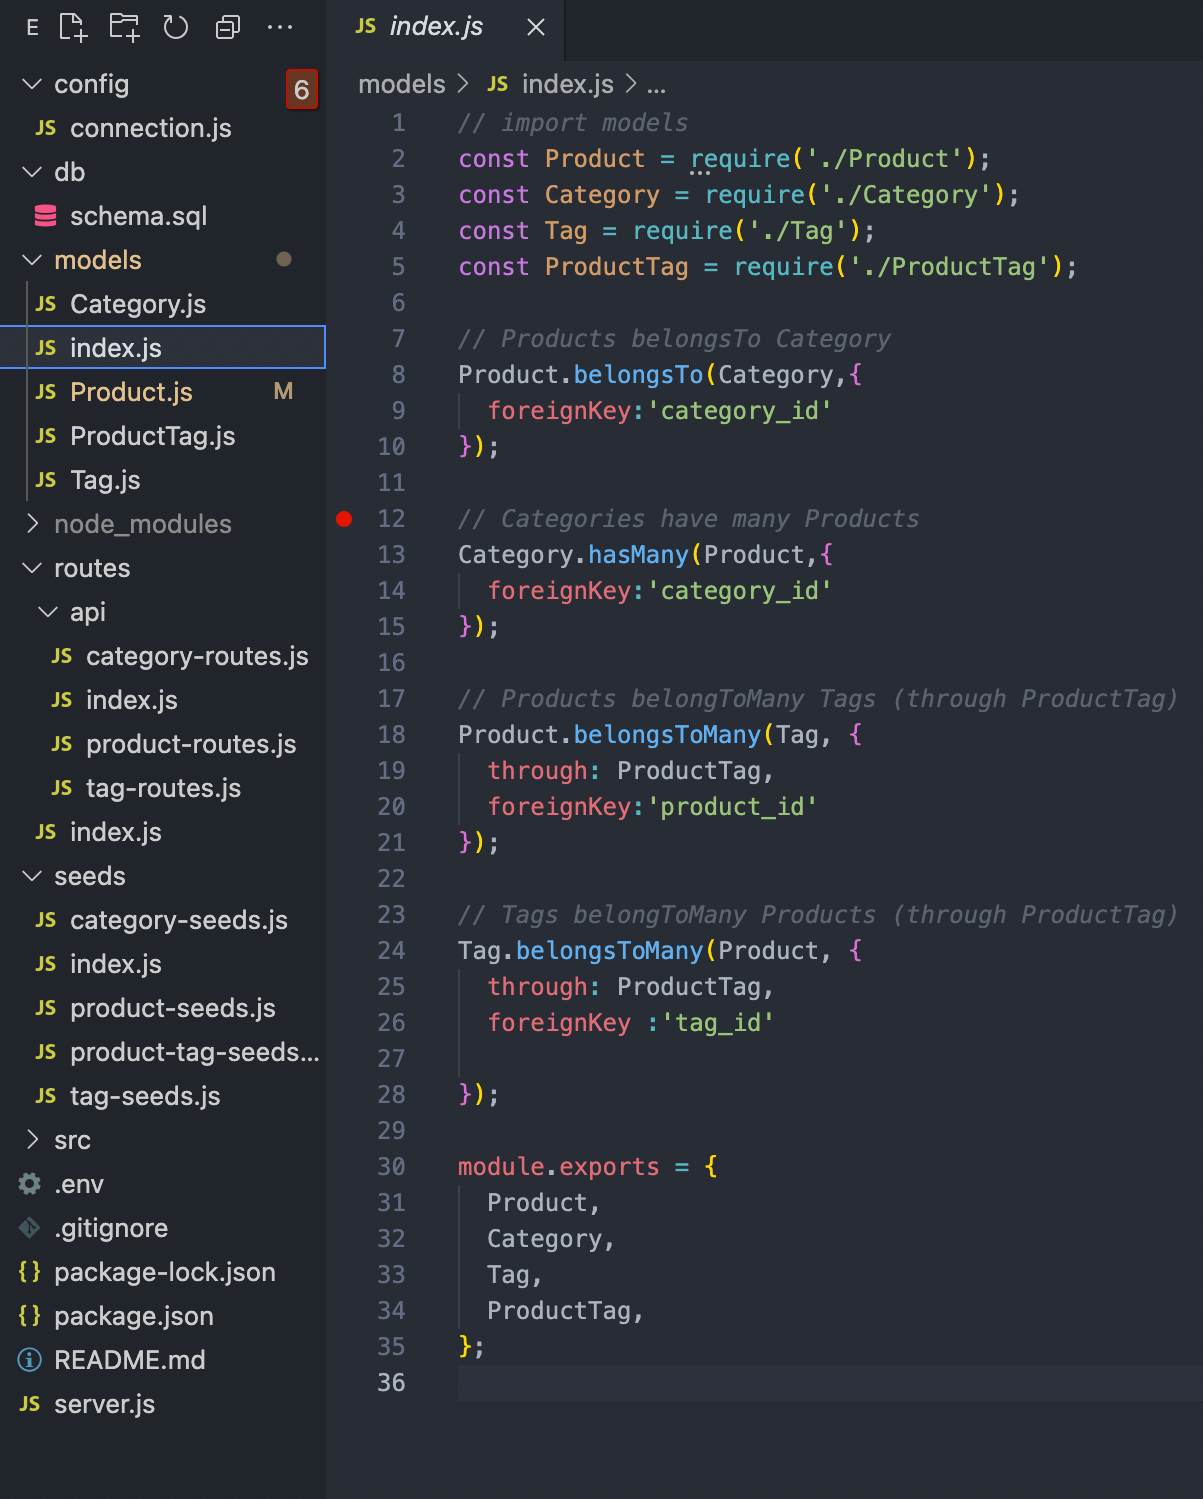 E
6
config
JS connection.js
db
schema.sql
models
JS Category.js
JS index.js
JS Product.js M
JS ProductTag.js
JS Tag.js
node_modules
routes
api
JS category-routes.js
JS index.js
JS product-routes.js
JS tag-routes.js
JS index.js
seeds
JS category-seeds.js
JS index.js
JS product-seeds.js
JS product-tag-seeds...
JS tag-seeds.js
src
.env
.gitignore
{} package-lock.json
{} package.json
README.md
JS server.js
JS index.js
models > JS index.js > ...
1 // import models
2 const Product = require('./Product');
3 const Category = require('./Category');
4 const Tag = require('./Tag');
5 const ProductTag = require('./ProductTag');
6
7 // Products belongsTo Category
8 Product.belongsTo(Category,{
9 foreignKey:'category_id'
10 });
11
12 // Categories have many Products
13 Category.hasMany(Product,{
14 foreignKey:'category_id'
15 });
16
17 // Products belongToMany Tags (through ProductTag)
18 Product.belongsToMany(Tag, {
19 through: ProductTag,
20 foreignKey:'product_id'
21 });
22
23 // Tags belongToMany Products (through ProductTag)
24 Tag.belongsToMany(Product, {
25 through: ProductTag,
26 foreignKey :'tag_id'
27
28 });
29
30 module.exports = {
31 Product,
32 Category,
33 Tag,
34 ProductTag,
35 };
36